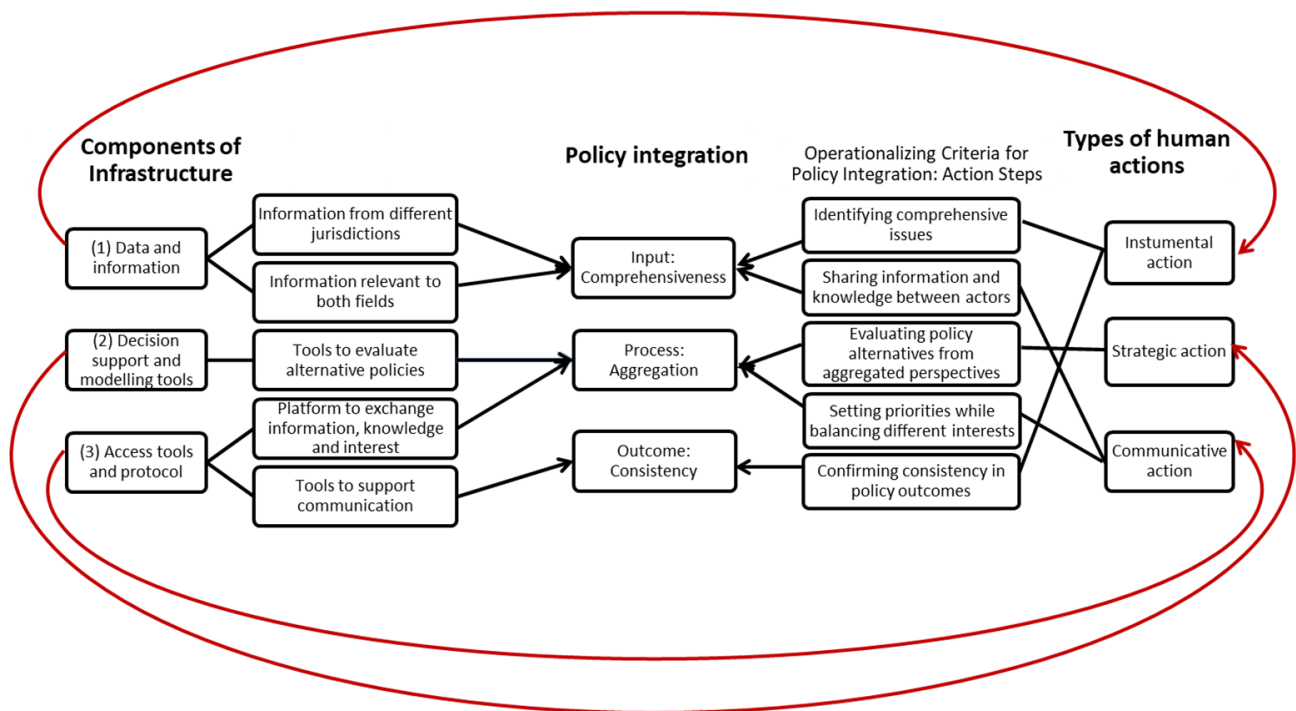 Components of
Infrastructure
Policy integration
Operationalizing Criteria for
Policy Integration: Action Steps
Types of human
actions
(1) Data and
information
Information from different
jurisdictions
Information relevant to
both fields
Input:
Comprehensiveness
Identifying comprehensive
issues
Sharing information and
knowledge between actors
Instumental
action
(2) Decision
support and
modelling tools
Tools to evaluate
alternative policies
Process:
Aggregation
Evaluating policy
alternatives from
aggregated perspectives
Strategic action
(3) Access tools
and protocol
Platform to exchange
information, knowledge
and interest
Tools to support
communication
Outcome:
Consistency
Setting priorities while
balancing different interests
Confirming consistency in
policy outcomes
Communicative
action